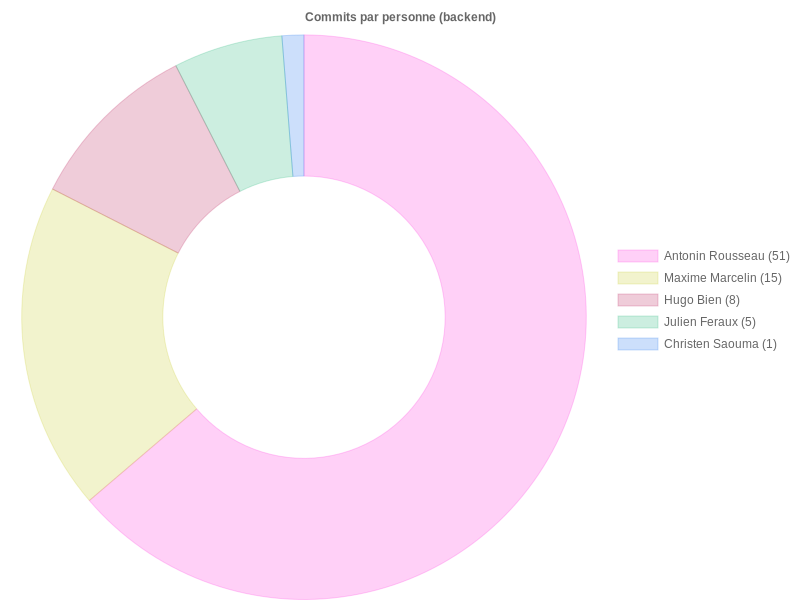 Commits par personne (backend)
Antonin Rousseau (51)
Maxime Marcelin (15)
Hugo Bien (8)
Julien Feraux (5)
Christen Saouma (1)